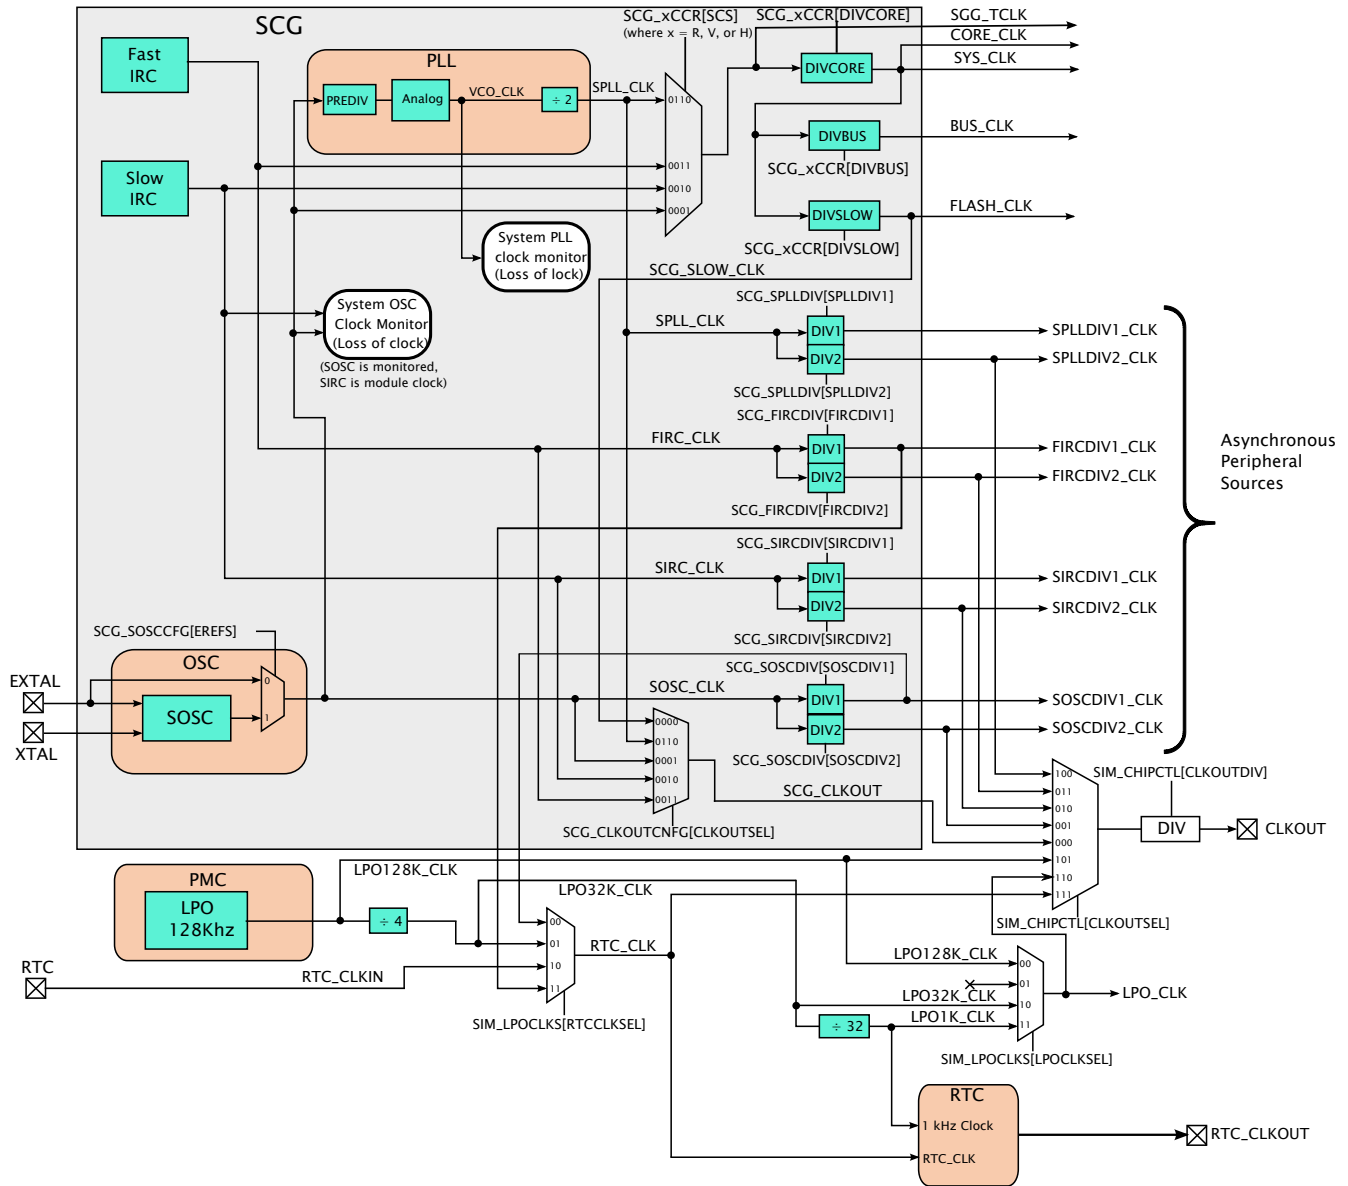 SCG
SCG_xCCR[SCS]
(where x = R, V, or H)
SCG_xCCR[DIVCORE]
SGG_TCLK
CORE_CLK
SYS_CLK
Fast
IRC
PLL
PREDIV
Analog
VCO_CLK
÷ 2
SPLL_CLK
0110
0011
0010
0001
DIVCORE
DIVBUS
BUS_CLK
SCG_xCCR[DIVBUS]
Slow
IRC
DIVSLOW
FLASH_CLK
SCG_xCCR[DIVSLOW]
System PLL
clock monitor
(Loss of lock)
SCG_SLOW_CLK
System OSC
Clock Monitor
(Loss of clock)
(SOSC is monitored,
SIRC is module clock)
SCG_SPLLDIV[SPLLDIV1]
SPLL_CLK
DIV1
DIV2
SPLLDIV1_CLK
SPLLDIV2_CLK
SCG_SPLLDIV[SPLLDIV2]
SCG_FIRCDIV[FIRCDIV1]
FIRC_CLK
DIV1
DIV2
FIRCDIV1_CLK
FIRCDIV2_CLK
SCG_FIRCDIV[FIRCDIV2]
Asynchronous
Peripheral
Sources
SCG_SIRCDIV[SIRCDIV1]
SIRC_CLK
DIV1
DIV2
SIRCDIV1_CLK
SIRCDIV2_CLK
SCG_SIRCDIV[SIRCDIV2]
SCG_SOSCCFG[EREFS]
OSC
EXTAL
XTAL
SOSC
0
1
SCG_SOSCDIV[SOSCDIV1]
SOSC_CLK
DIV1
DIV2
SOSCDIV1_CLK
SOSCDIV2_CLK
SCG_SOSCDIV[SOSCDIV2]
0000
0110
0001
0010
0011
SCG_CLKOUT
SCG_CLKOUTCNFG[CLKOUTSEL]
100
011
010
001
000
101
110
111
SIM_CHIPCTL[CLKOUTDIV]
DIV
CLKOUT
SIM_CHIPCTL[CLKOUTSEL]
PMC
LPO
128Khz
LPO128K_CLK
÷ 4
LPO32K_CLK
00
01
10
11
RTC_CLK
RTC
RTC_CLKIN
SIM_LPOCLKS[RTCCLKSEL]
LPO128K_CLK
LPO32K_CLK
÷ 32
LPO1K_CLK
00
01
10
11
LPO_CLK
SIM_LPOCLKS[LPOCLKSEL]
RTC
1 kHz Clock
RTC_CLK
RTC_CLKOUT